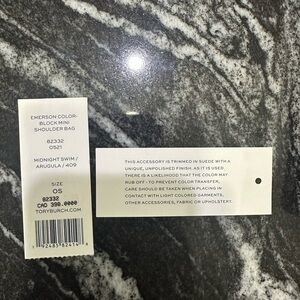 EMERSON COLOR-
BLOCK MINI
SHOULDER BAG
82332
0521
MIDNIGHT SWIM /
ARUGULA / 409
SIZE
OS
82332
CAD 398.0000
TORYBURCH.COM
THIS ACCESSORY IS TRIMMED IN SUEDE WITH A
UNIQUE, UNPOLISHED FINISH. AS IT IS USED
THERE IS A LIKELIHOOD THAT THE COLOR MAY
RUB OFF - TO PREVENT COLOR TRANSFER,
CARE SHOULD BE TAKEN WHEN PLACING IN
CONTACT WITH LIGHT COLORED GARMENTS,
OTHER ACCESSORIES, FABRIC OR UPHOLSTERY.